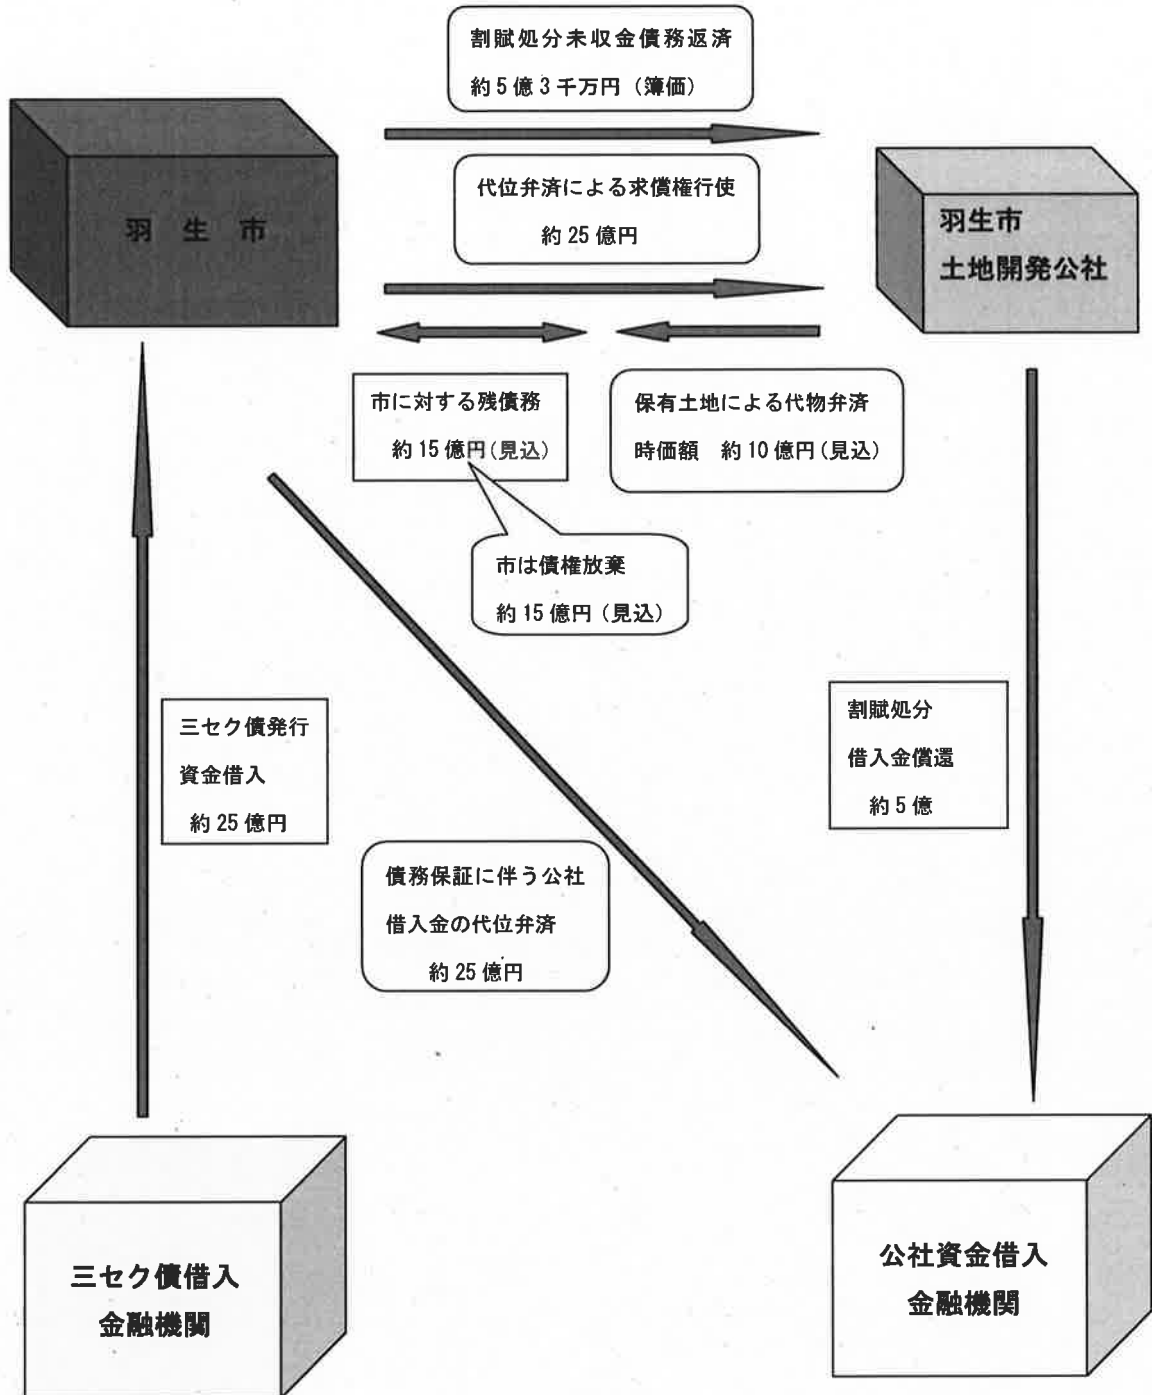 割賦処分未収金債務返済
約5億3千万円（簿価）
代位弁済による求償権行使
約25億円
羽　生　市
羽生市
土地開発公社
市に対する残債務
約15億円(見込)
保有土地による代物弁済
時価額　約10億円(見込)
市は債権放棄
約15億円（見込）
三セク債発行
資金借入
約25億円
割賦処分
借入金償還
約5億
債務保証に伴う公社
借入金の代位弁済
約25億円
三セク債借入
金融機関
公社資金借入
金融機関